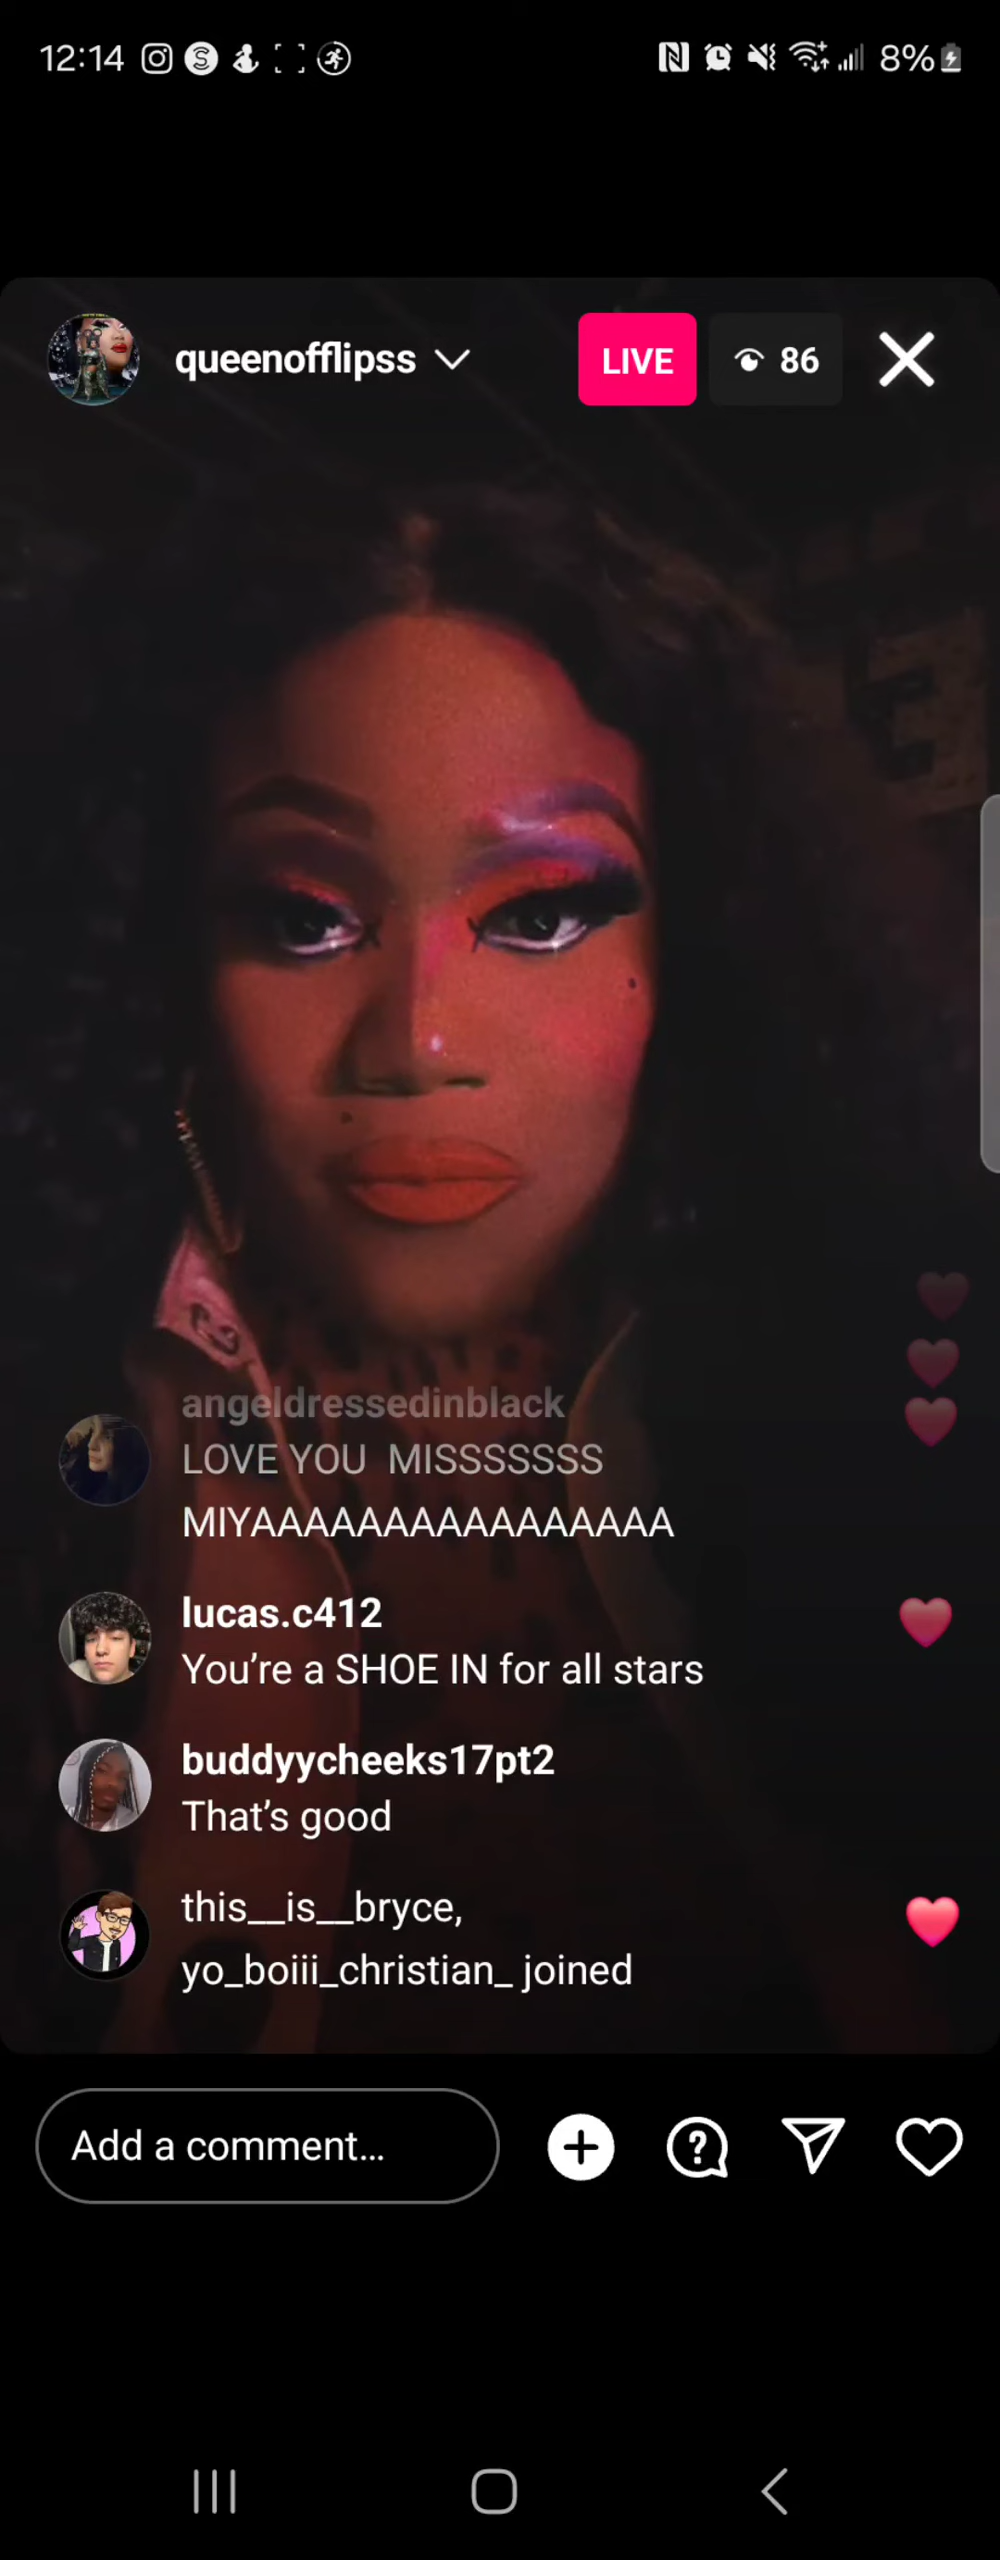 12:14
8%
queenofflipss
LIVE
86
angeldressedinblack
LOVE YOU  MISSSSSSS
MIYAAAAAAAAAAAAAAAA
lucas.c412
You’re a SHOE IN for all stars
buddyycheeks17pt2
That’s good
this__is__bryce,
yo_boiii_christian_ joined
Add a comment...